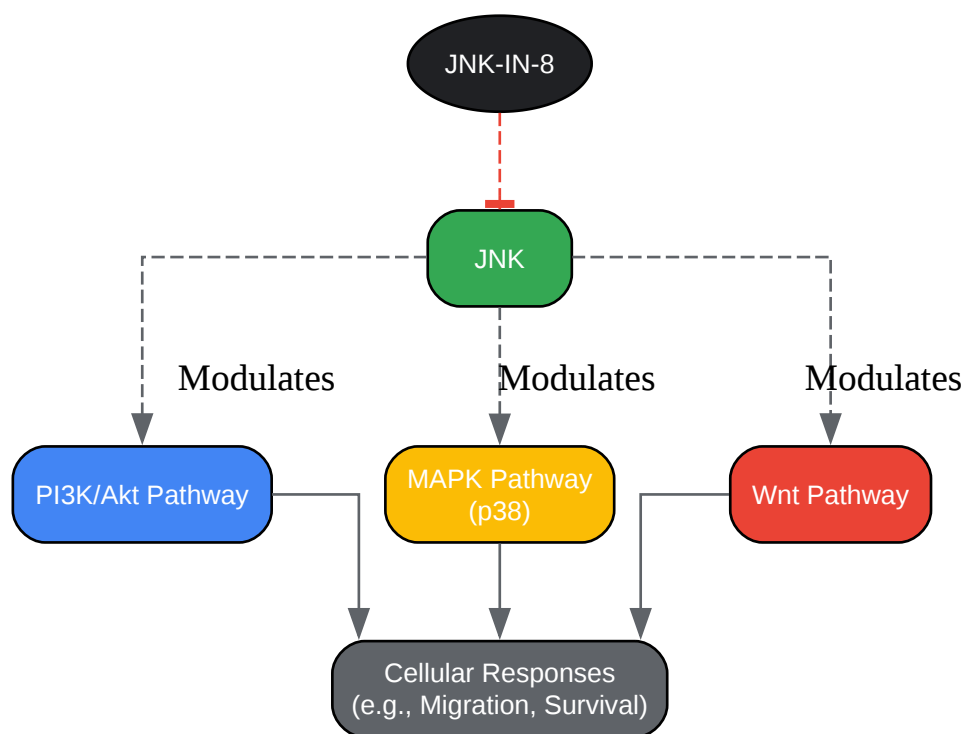 JNK-IN-8
JNK
Modulates
Modulates
Modulates
PI3K/Akt Pathway
MAPK Pathway
(p38)
Wnt Pathway
Cellular Responses
(e.g., Migration, Survival)